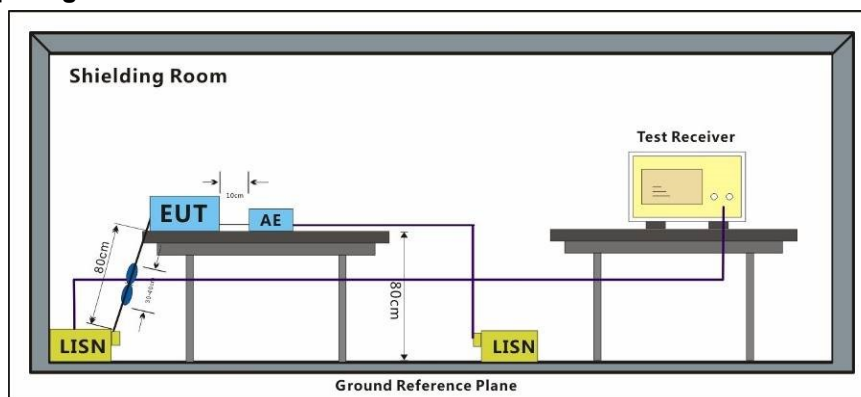 Shielding Room
Test Receiver
10cm
EUT
AE
80cm
80cm
LISN
LISN
Ground Reference Plane